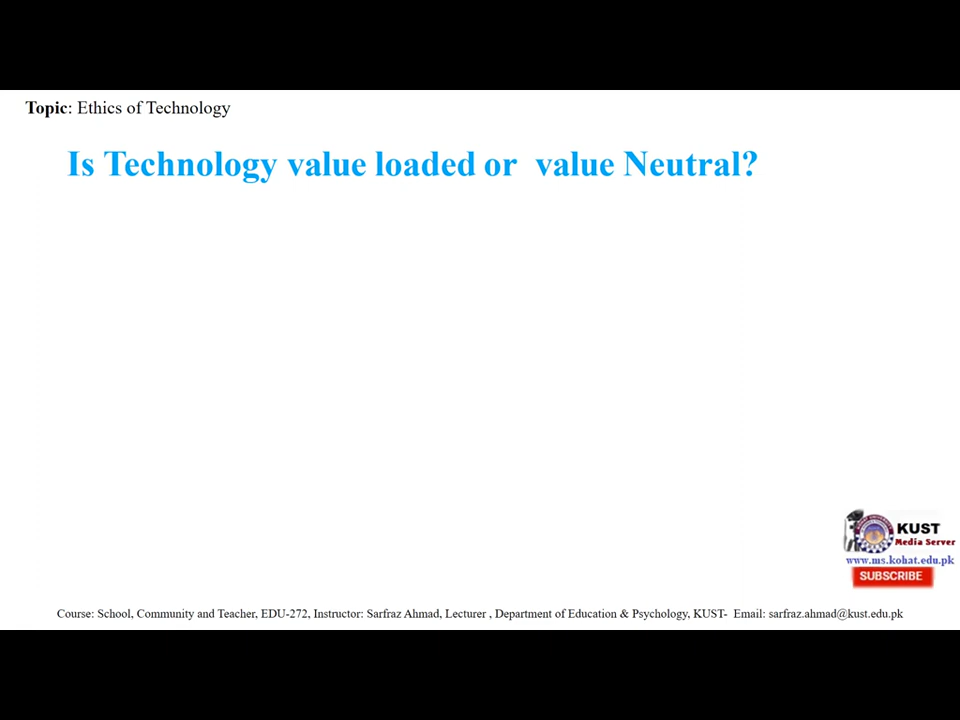 Topic: Ethics of Technology
Is Technology value loaded or value Neutral?
KUST
Media Server
www.ms.kohat.edu.pk
SUBSCRIBE
Course: School, Community and Teacher, EDU-272, Instructor: Sarfraz Ahmad, Lecturer , Department of Education & Psychology, KUST- Email: sarfraz.ahmad@kust.edu.pk